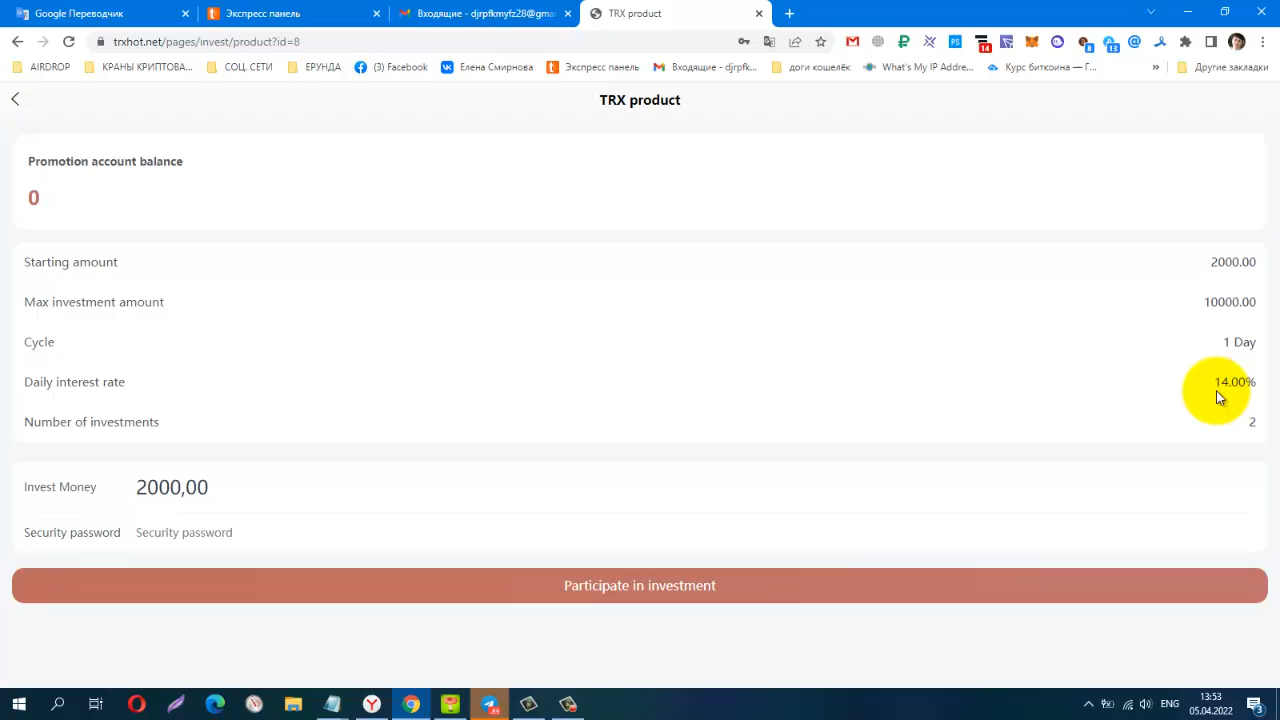 Google Переводчик
Экспресс панель
Входящие - djrpfkmyfz28@gma
TRX product
trxhot.net/pages/invest/product?id=8
14
8
13
AIRDROP
КРАНЫ КРИПТОВА...
СОЦ. СЕТИ
ЕРУНДА
(3) Facebook
Елена Смирнова
Экспресс панель
Входящие - djrpfk...
доги кошелёк
What's My IP Addre...
Курс биткоина — Г...
»
Другие закладки
TRX product
Promotion account balance
0
Starting amount 2000.00
Max investment amount 10000.00
Cycle 1 Day
Daily interest rate 14.00%
Number of investments 2
Invest Money 2000,00
Security password Security password
Participate in investment
ENG
13:53
05.04.2022
3